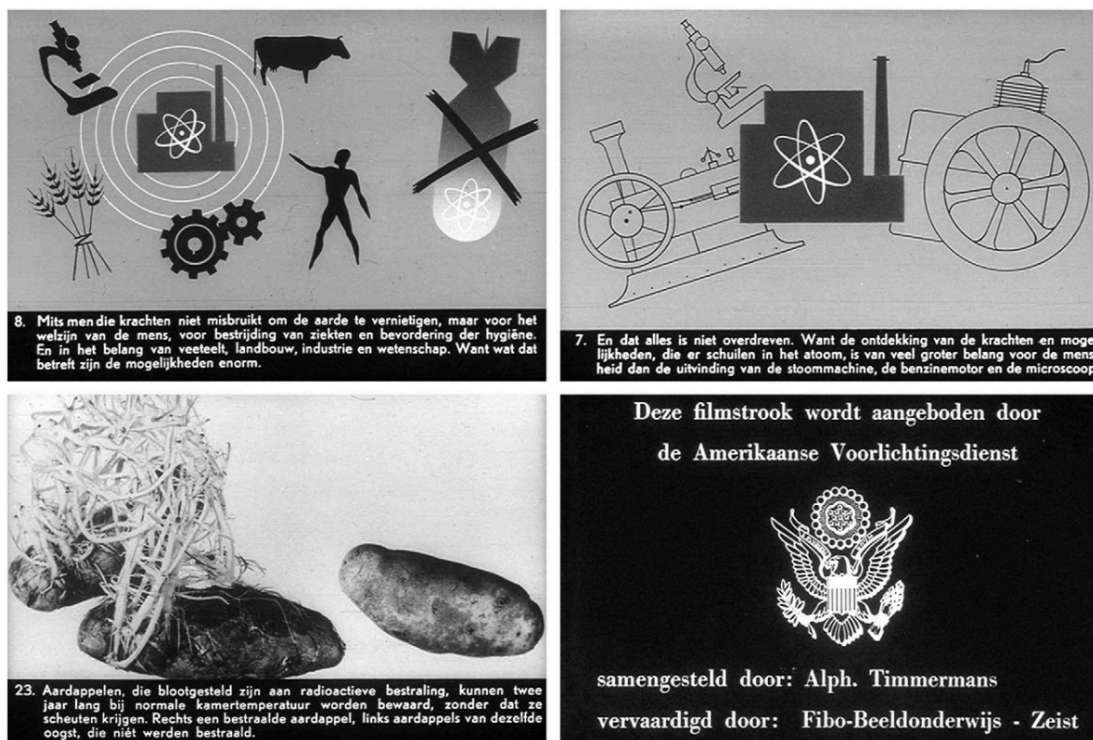 8. Mits men die krachten niet misbruikt om de aarde te vernietigen, maar voor het
welzijn van de mens, voor bestrijding van ziekten en bevordering der hygiëne.
En in het belang van veeteelt, landbouw, industrie en wetenschap. Want wat dat
betreft zijn de mogelijkheden enorm.
7. En dat alles is niet overdreven. Want de ontdekking van de krachten en moge
lijkheden, die er schuilen in het atoom, is van veel groter belang voor de mens
heid dan de uitvinding van de stoommachine, de benzinemotor en de microscoop
23. Aardappelen, die blootgesteld zijn aan radioactieve bestraling, kunnen twee
jaar lang bij normale kamertemperatuur worden bewaard, zonder dat ze
scheuten krijgen. Rechts een bestraalde aardappel, links aardappels van dezelfde
oogst, die niét werden bestraald.
Deze filmstrook wordt aangeboden door
de Amerikaanse Voorlichtingsdienst
samengesteld door: Alph. Timmermans
vervaardigd door: Fibo-Beeldonderwijs - Zeist